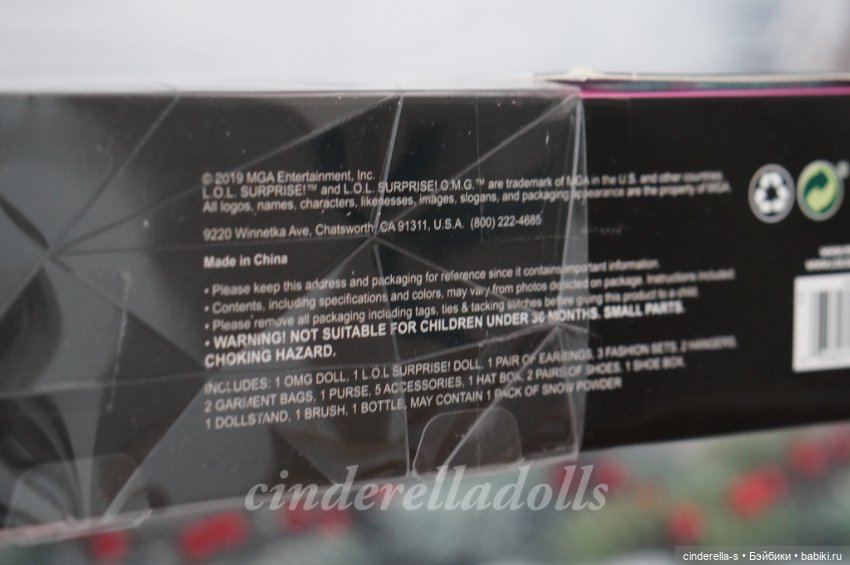 © 2019 MGA Entertainment, Inc.
L.O.L. SURPRISE!™ and L.O.L. SURPRISE! O.M.G.™ are trademark of MGA in the U.S. and other countries.
All logos, names, characters, likenesses, images, slogans, and packaging appearance are the property of MGA.
9220 Winnetka Ave, Chatsworth, CA 91311, U.S.A. (800) 222-4685
Made in China
• Please keep this address and packaging for reference since it contains important information.
• Contents, including specifications and colors, may vary from photos depicted on package. Instructions included.
• Please remove all packaging including tags, ties & tacking stitches before giving this product to a child.
• WARNING! NOT SUITABLE FOR CHILDREN UNDER 36 MONTHS. SMALL PARTS.
CHOKING HAZARD.
INCLUDES: 1 OMG DOLL, 1 L.O.L SURPRISE! DOLL, 1 PAIR OF EARRINGS, 3 FASHION SETS, 2 HANGERS,
2 GARMENT BAGS, 1 PURSE, 5 ACCESSORIES, 1 HAT BOX, 2 PAIRS OF SHOES, 1 SHOE BOX,
1 DOLLSTAND, 1 BRUSH, 1 BOTTLE, MAY CONTAIN 1 PACK OF SNOW POWDER
cinderelladolls
cinderella-s • Бэйбики • babiki.ru